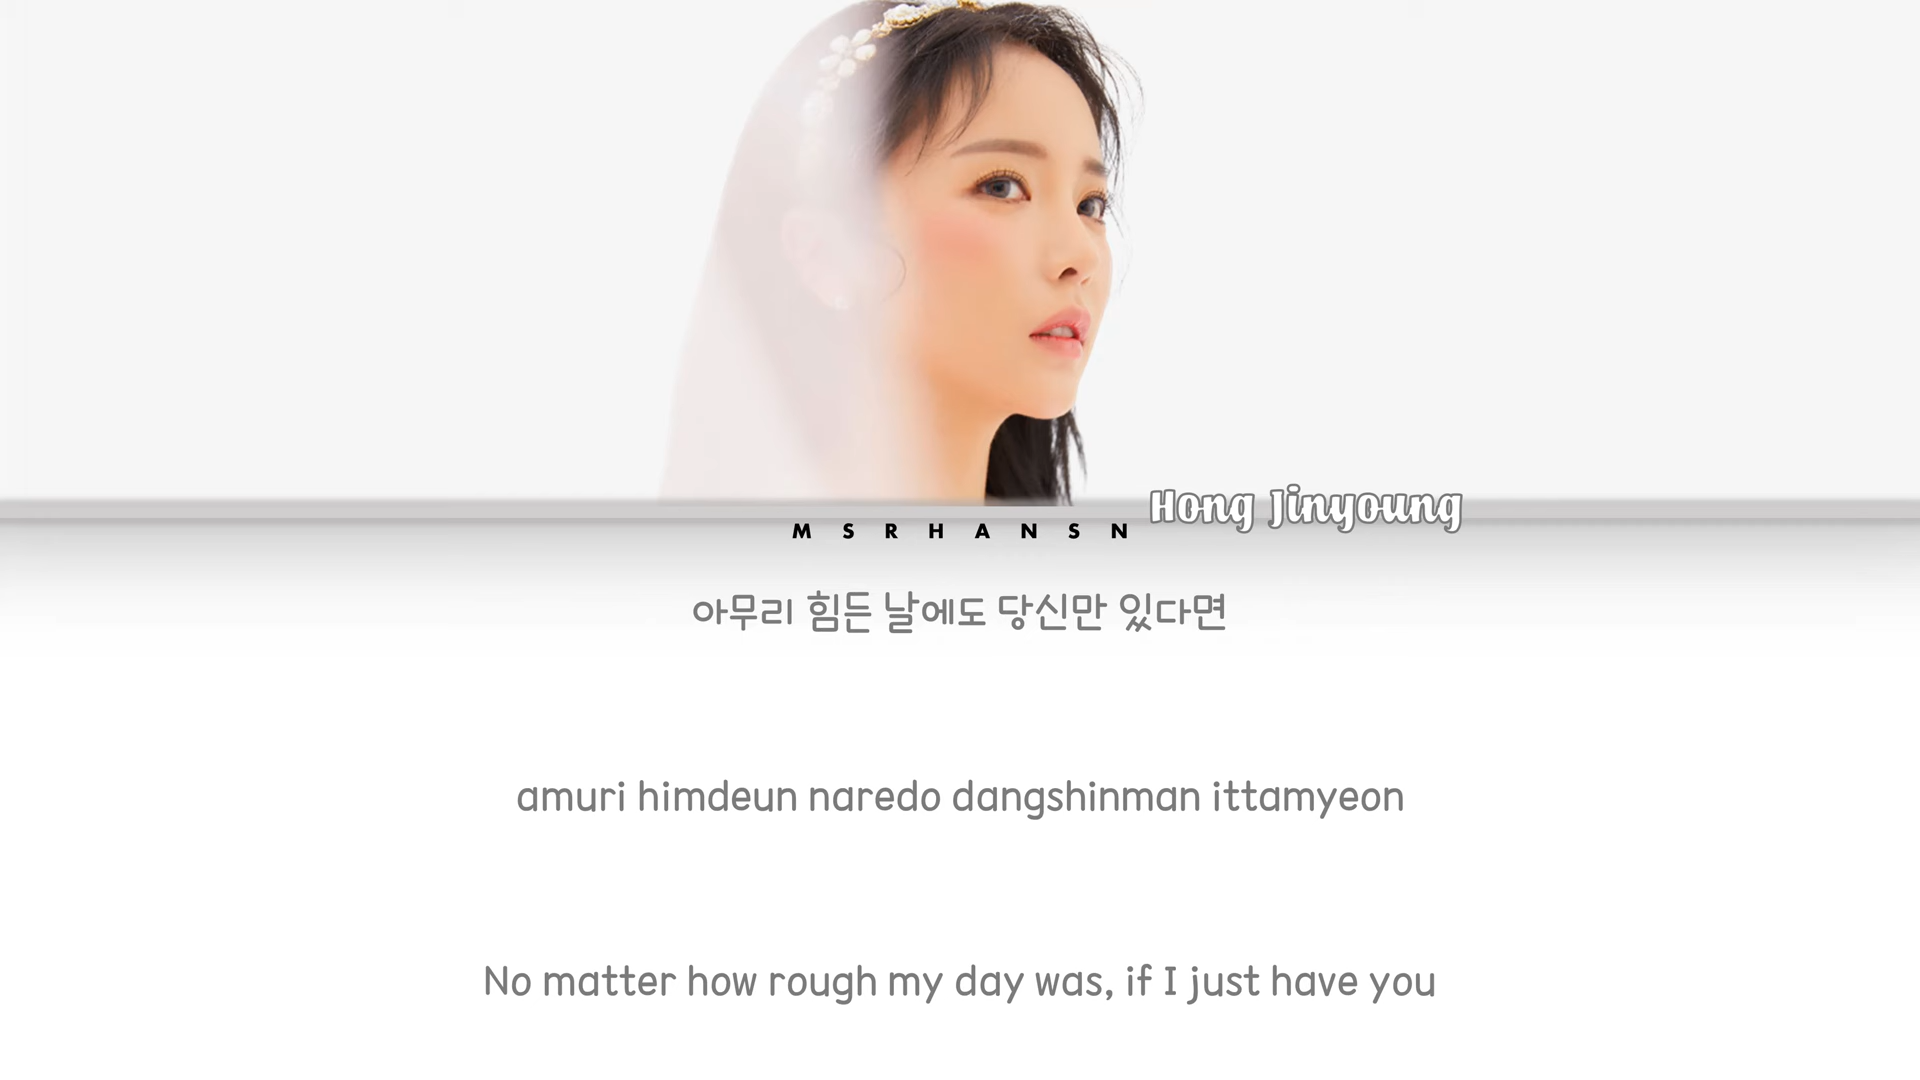 Hong Jinyoung
M S R H A N S N
아무리 힘든 날에도 당신만 있다면
amuri himdeun naredo dangshinman ittamyeon
No matter how rough my day was, if I just have you